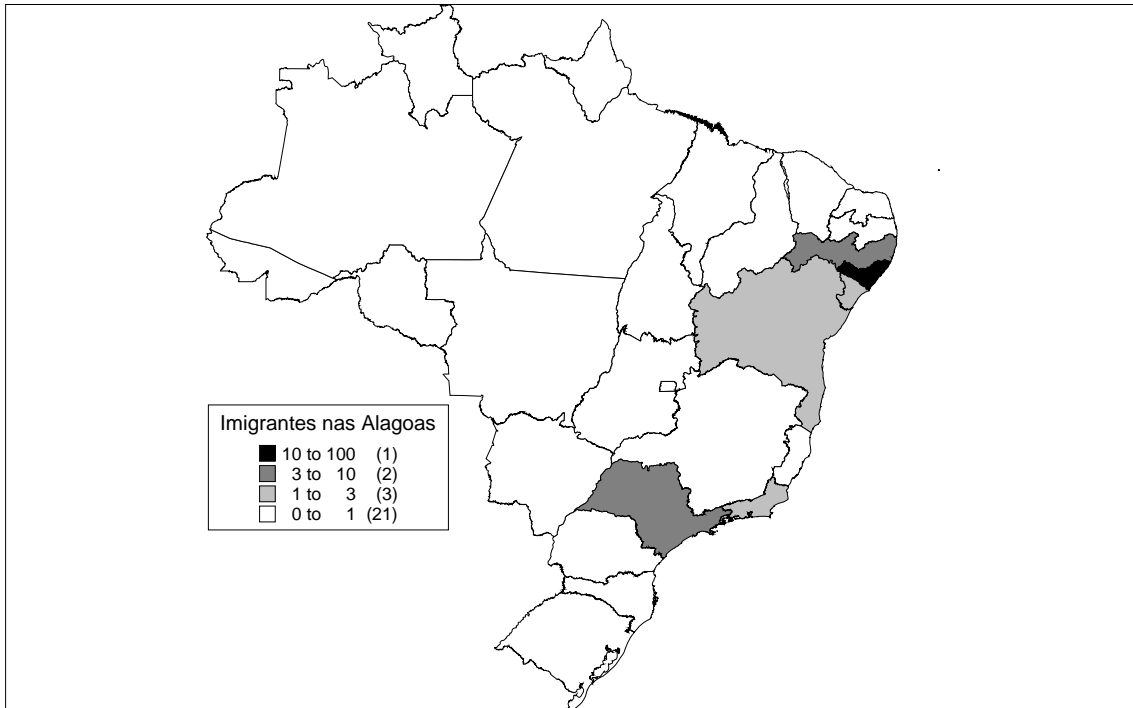 Imigrantes nas Alagoas
10 to 100 (1)
3 to 10 (2)
1 to 3 (3)
0 to 1 (21)